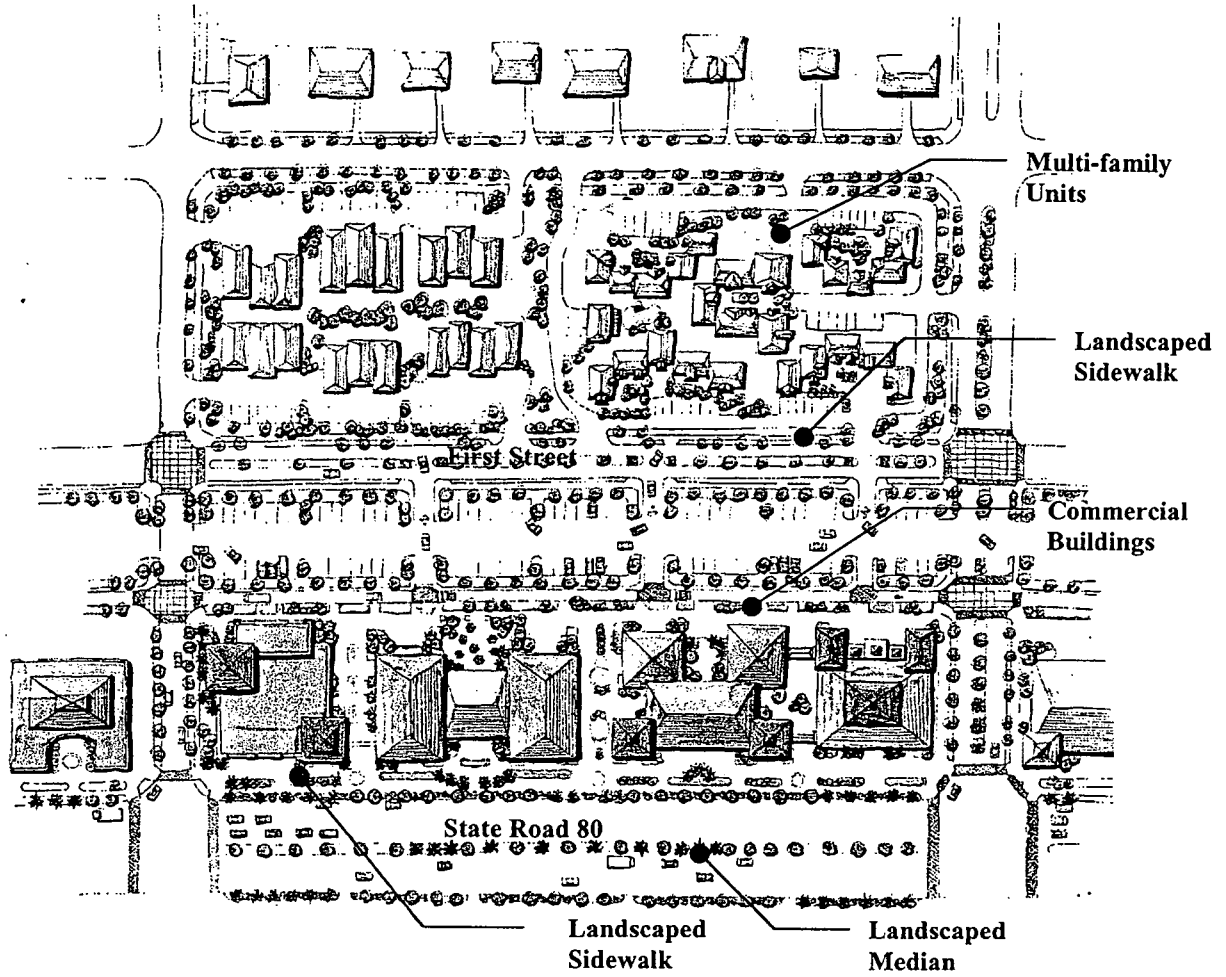 Multi-family
Units
Landscaped
Sidewalk
First Street
Commercial
Buildings
State Road 80
Landscaped
Sidewalk
Landscaped
Median